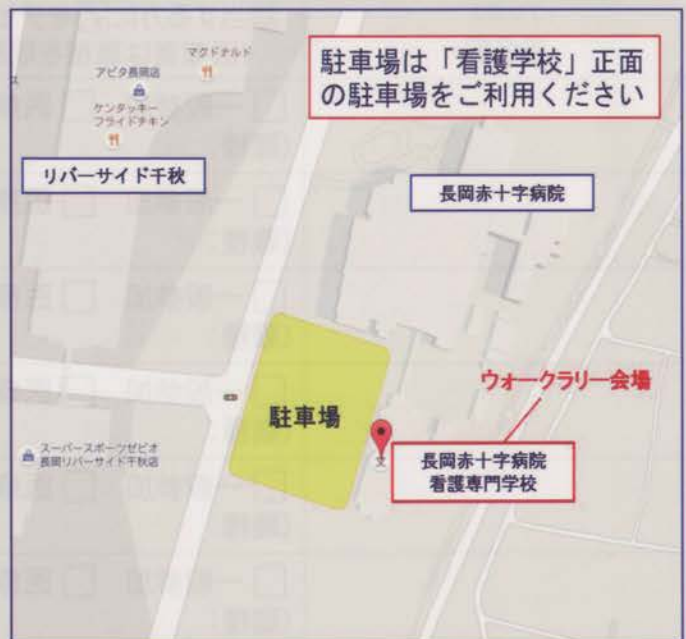 マクドナルド
アピタ長岡店
ケンタッキー
フライドチキン
駐車場は「看護学校」正面
の駐車場をご利用ください
リバーサイド千秋
長岡赤十字病院
ウォークラリー会場
駐車場
文
スーパースポーツゼビオ
長岡リバーサイド千秋店
長岡赤十字病院
看護専門学校